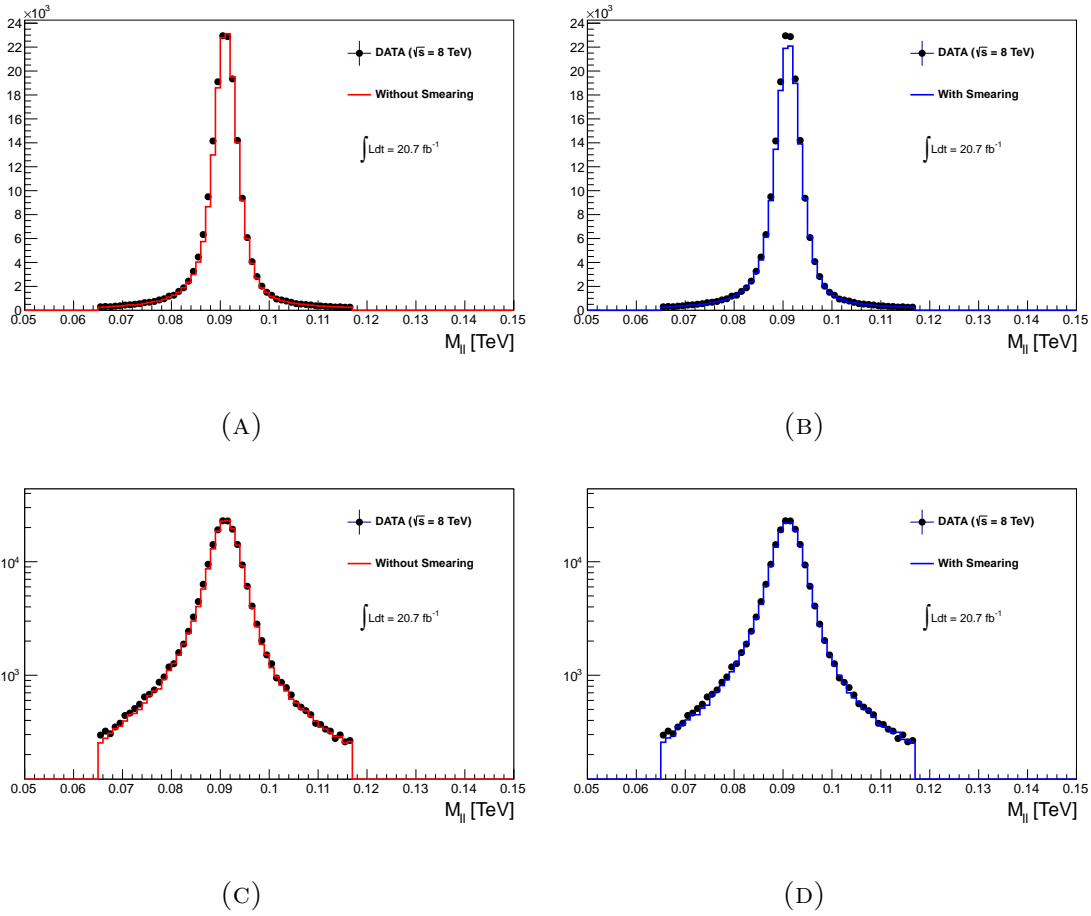 ×10³
24
22
20
18
16
14
12
10
8
6
4
2
0
0.05 0.06 0.07 0.08 0.09 0.1 0.11 0.12 0.13 0.14 0.15
M_ll [TeV]
DATA (√s = 8 TeV)
Without Smearing
∫Ldt = 20.7 fb⁻¹
(A)
×10³
24
22
20
18
16
14
12
10
8
6
4
2
0
0.05 0.06 0.07 0.08 0.09 0.1 0.11 0.12 0.13 0.14 0.15
M_ll [TeV]
DATA (√s = 8 TeV)
With Smearing
∫Ldt = 20.7 fb⁻¹
(B)
10⁴
10³
0.05 0.06 0.07 0.08 0.09 0.1 0.11 0.12 0.13 0.14 0.15
M_ll [TeV]
DATA (√s = 8 TeV)
Without Smearing
∫Ldt = 20.7 fb⁻¹
(C)
10⁴
10³
0.05 0.06 0.07 0.08 0.09 0.1 0.11 0.12 0.13 0.14 0.15
M_ll [TeV]
DATA (√s = 8 TeV)
With Smearing
∫Ldt = 20.7 fb⁻¹
(D)